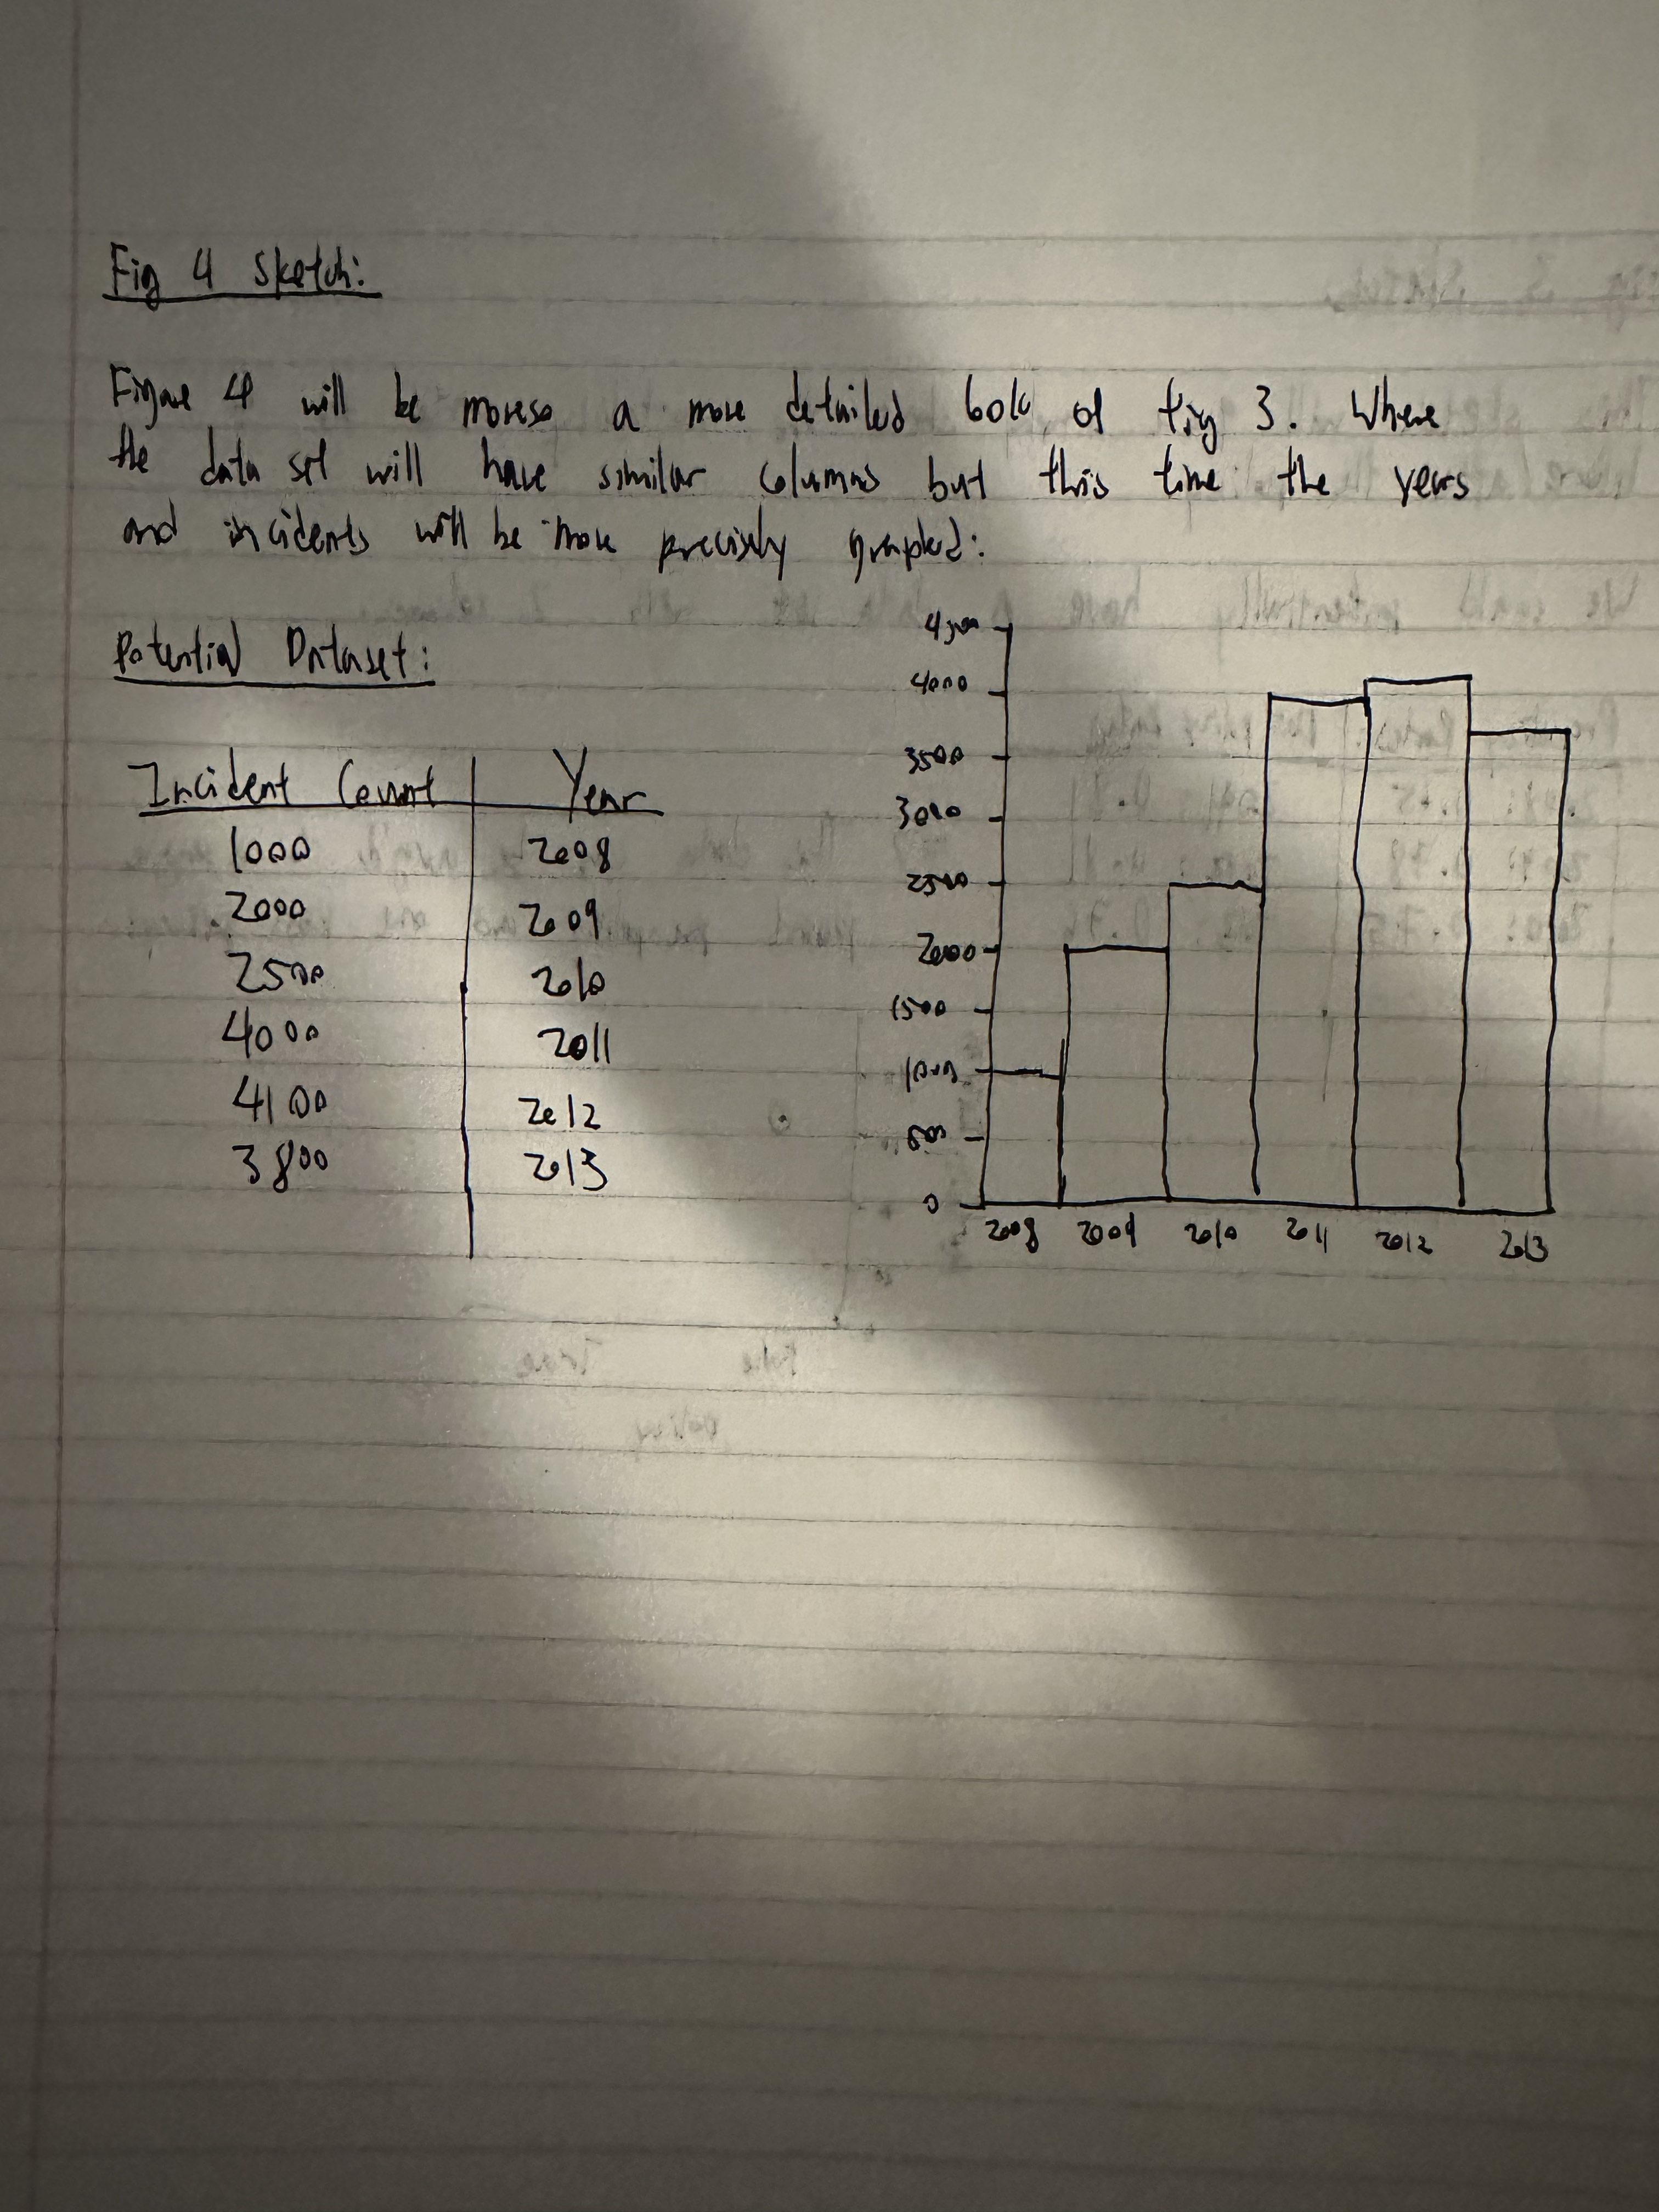 Fig 4 Sketch:
Figure 4 will be moreso a more detailed look of fig 3. Where
the data set will have similar columns but this time the years
and incidents will be more precisely graphed:
Potential Dataset:
Incident Count Year
1000 2008
2000 2009
2500 2010
4000 2011
4100 2012
3800 2013
4500
4000
3500
3000
2500
2000
1500
1000
500
0
2008 2009 2010 2011 2012 2013